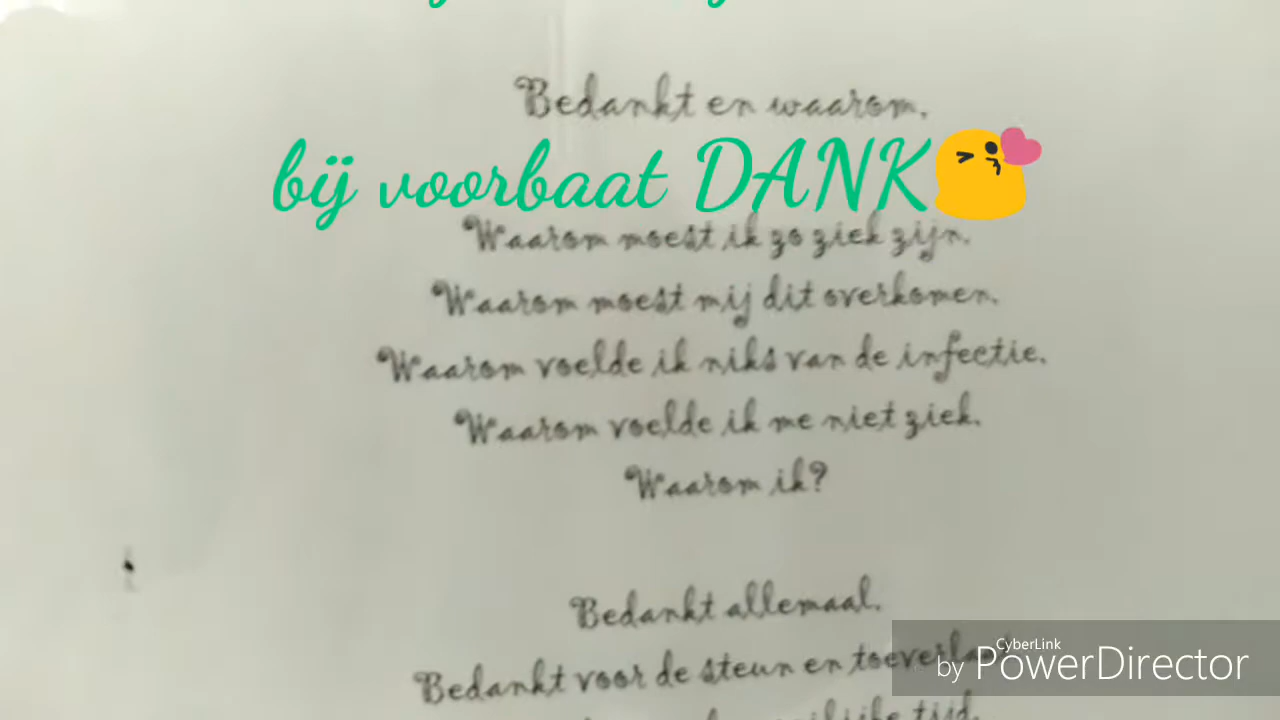 Bedankt en waarom.
bij voorbaat DANK
Waarom moest ik zo ziek zijn.
Waarom moest mij dit overkomen.
Waarom voelde ik niks van de infectie.
Waarom voelde ik me niet ziek.
Waarom ik?
Bedankt allemaal.
Bedankt voor de steun en
CyberLink
by PowerDirector
tijd.